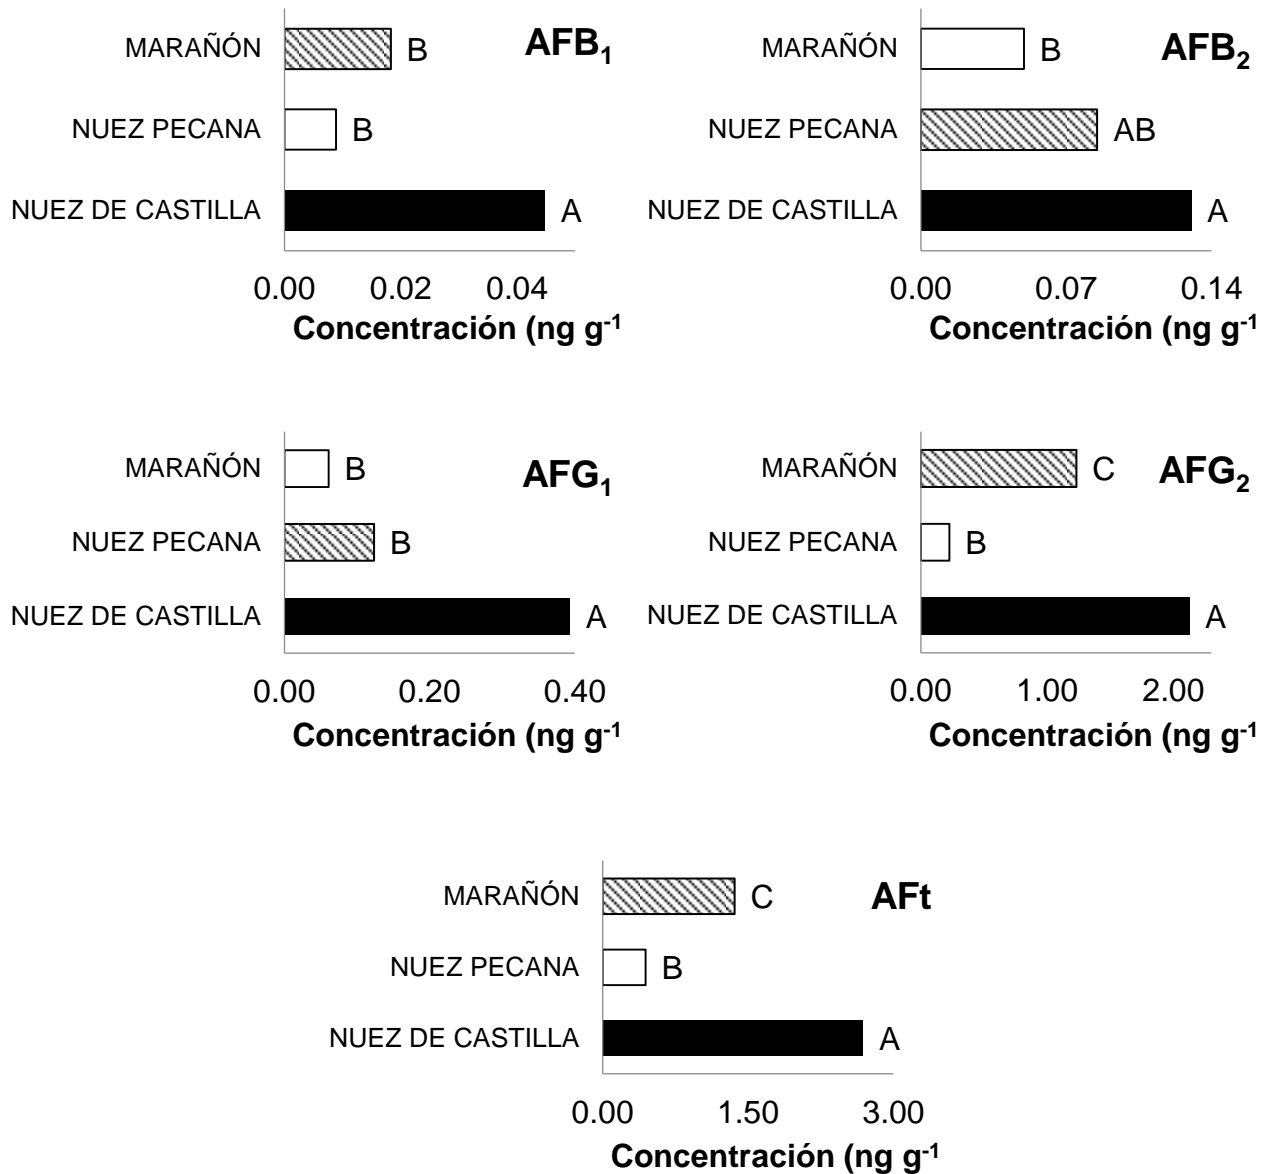 AFB1
MARAÑÓN B
NUEZ PECANA B
NUEZ DE CASTILLA A
0.00 0.02 0.04
Concentración (ng g-1
AFB2
MARAÑÓN B
NUEZ PECANA AB
NUEZ DE CASTILLA A
0.00 0.07 0.14
Concentración (ng g-1
AFG1
MARAÑÓN B
NUEZ PECANA B
NUEZ DE CASTILLA A
0.00 0.20 0.40
Concentración (ng g-1
AFG2
MARAÑÓN C
NUEZ PECANA B
NUEZ DE CASTILLA A
0.00 1.00 2.00
Concentración (ng g-1
AFt
MARAÑÓN C
NUEZ PECANA B
NUEZ DE CASTILLA A
0.00 1.50 3.00
Concentración (ng g-1